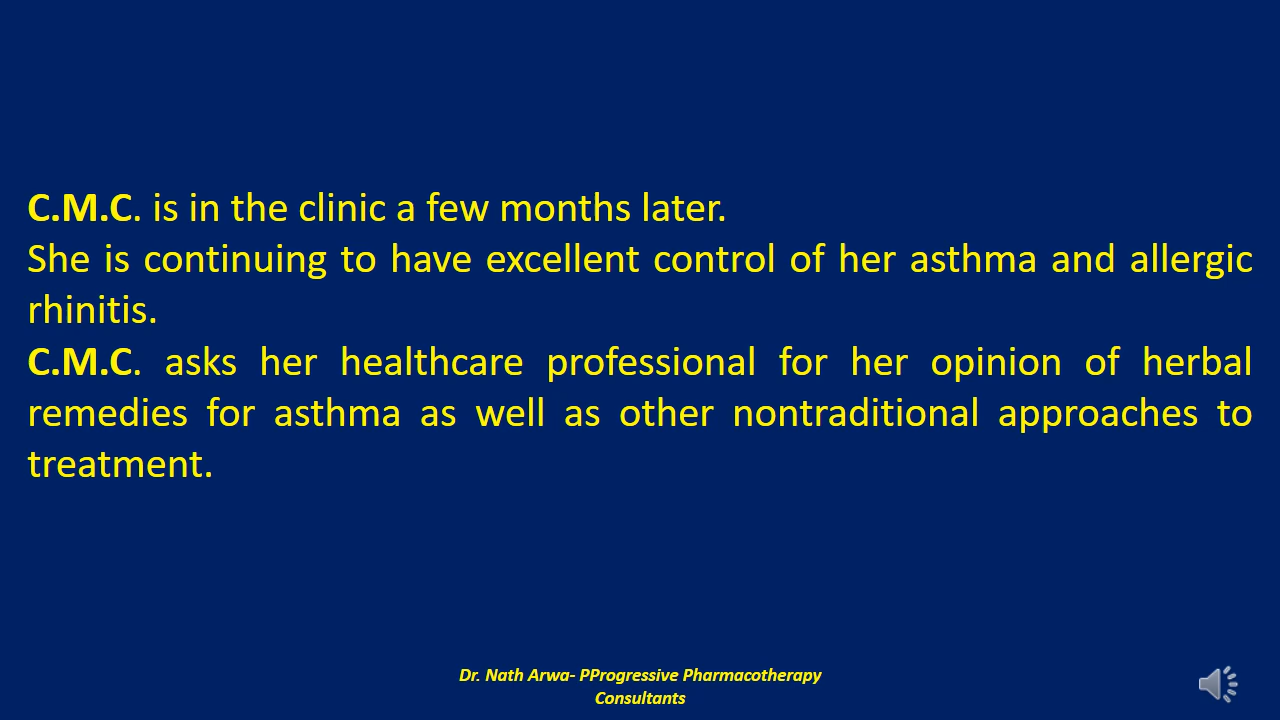 C.M.C. is in the clinic a few months later.
She is continuing to have excellent control of her asthma and allergic
rhinitis.
C.M.C. asks her healthcare professional for her opinion of herbal
remedies for asthma as well as other nontraditional approaches to
treatment.
Dr. Nath Arwa- PProgressive Pharmacotherapy
Consultants